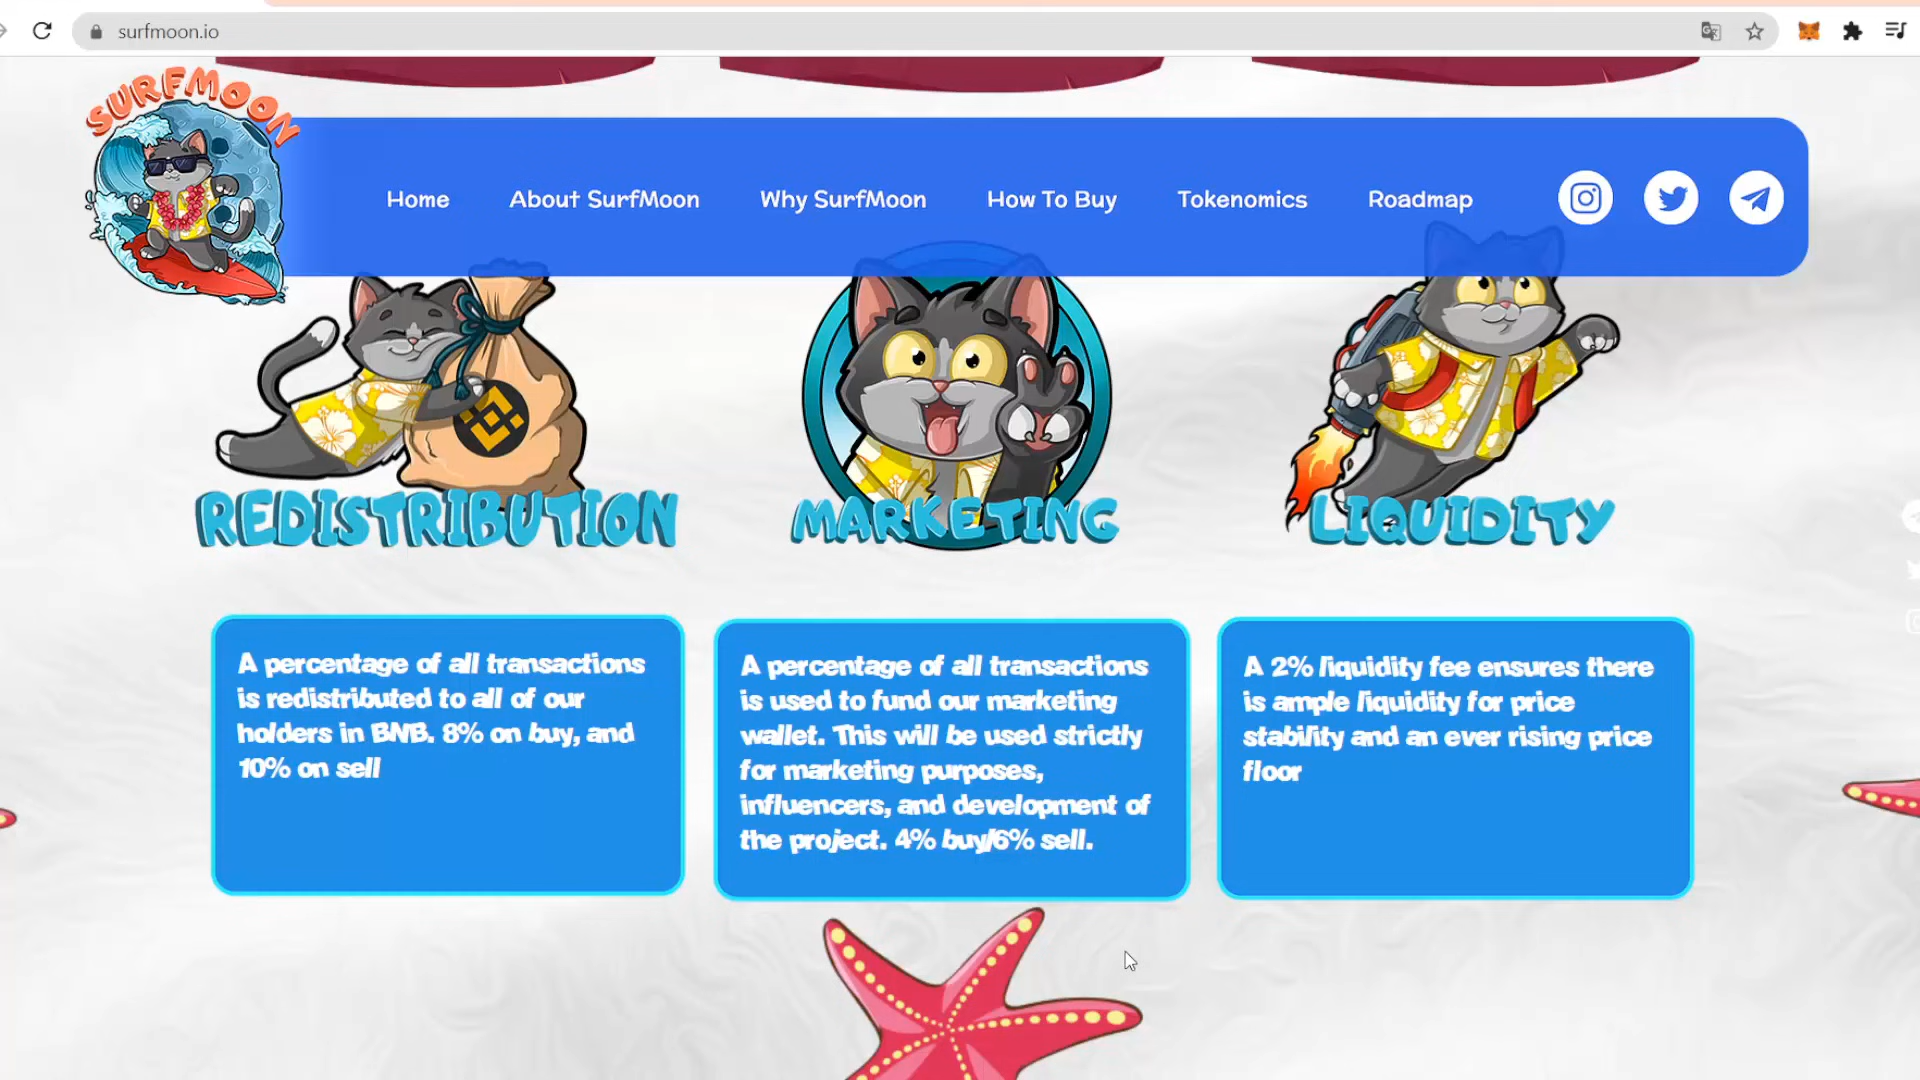 surfmoon.io
SURFMOON
Home
About SurfMoon
Why SurfMoon
How To Buy
Tokenomics
Roadmap
REDISTRIBUTION
MARKETING
LIQUIDITY
A percentage of all transactions
is redistributed to all of our
holders in BNB. 8% on buy, and
10% on sell
A percentage of all transactions
is used to fund our marketing
wallet. This will be used strictly
for marketing purposes,
influencers, and development of
the project. 4% buy/6% sell.
A 2% liquidity fee ensures there
is ample liquidity for price
stability and an ever rising price
floor